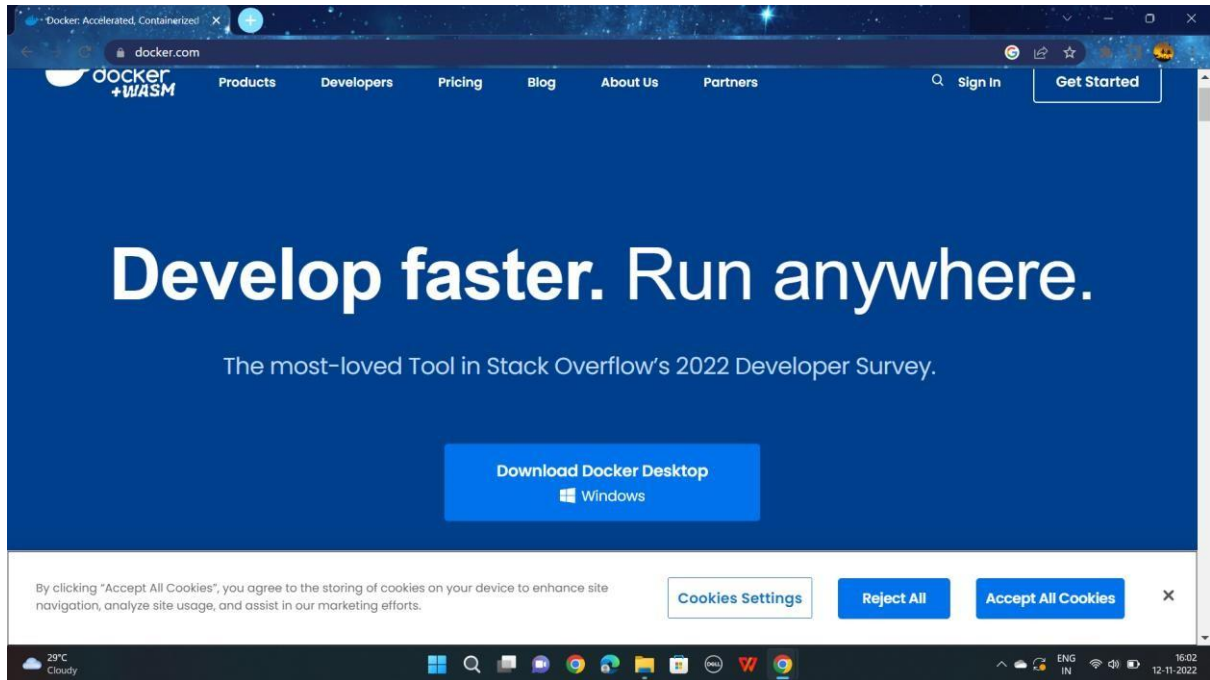 Docker: Accelerated, Containerized
docker.com
docker
+WASM
Products Developers Pricing Blog About Us Partners Sign In Get Started
Develop faster. Run anywhere.
The most-loved Tool in Stack Overflow's 2022 Developer Survey.
Download Docker Desktop
Windows
By clicking "Accept All Cookies", you agree to the storing of cookies on your device to enhance site
navigation, analyze site usage, and assist in our marketing efforts.
Cookies Settings Reject All Accept All Cookies
29°C
Cloudy
DELL
ENG
IN
16:02
12-11-2022